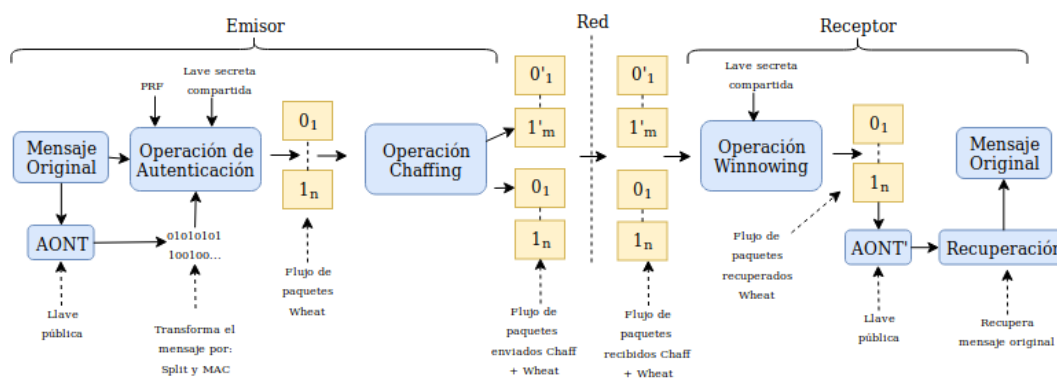 Emisor
Red
Receptor
PRF
Lave secreta
compartida
Mensaje
Original
Operación de
Autenticación
AONT
01010101
100100...
Llave
pública
Transforma el
mensaje por:
Split y MAC
0₁
1ₙ
Flujo de
paquetes
Wheat
Operación
Chaffing
0'₁
1'ₘ
0₁
1ₙ
Flujo de
paquetes
enviados Chaff
+ Wheat
0'₁
1'ₘ
0₁
1ₙ
Flujo de
paquetes
recibidos Chaff
+ Wheat
Lave secreta
compartida
Operación
Winnowing
Flujo de
paquetes
recuperados
Wheat
0₁
1ₙ
AONT'
Llave
pública
Mensaje
Original
Recuperación
Recupera
mensaje original